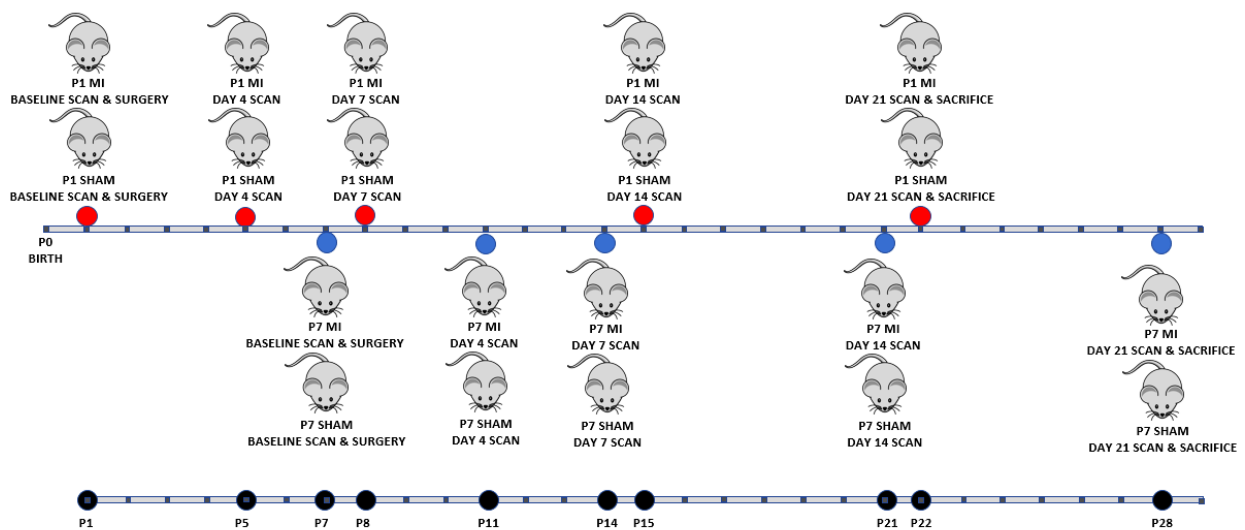 P1 MI
BASELINE SCAN & SURGERY
P1 MI
DAY 4 SCAN
P1 MI
DAY 7 SCAN
P1 MI
DAY 14 SCAN
P1 MI
DAY 21 SCAN & SACRIFICE
P1 SHAM
BASELINE SCAN & SURGERY
P1 SHAM
DAY 4 SCAN
P1 SHAM
DAY 7 SCAN
P1 SHAM
DAY 14 SCAN
P1 SHAM
DAY 21 SCAN & SACRIFICE
P0
BIRTH
P7 MI
BASELINE SCAN & SURGERY
P7 MI
DAY 4 SCAN
P7 MI
DAY 7 SCAN
P7 MI
DAY 14 SCAN
P7 MI
DAY 21 SCAN & SACRIFICE
P7 SHAM
BASELINE SCAN & SURGERY
P7 SHAM
DAY 4 SCAN
P7 SHAM
DAY 7 SCAN
P7 SHAM
DAY 14 SCAN
P7 SHAM
DAY 21 SCAN & SACRIFICE
P1 P5 P7 P8 P11 P14 P15 P21 P22 P28